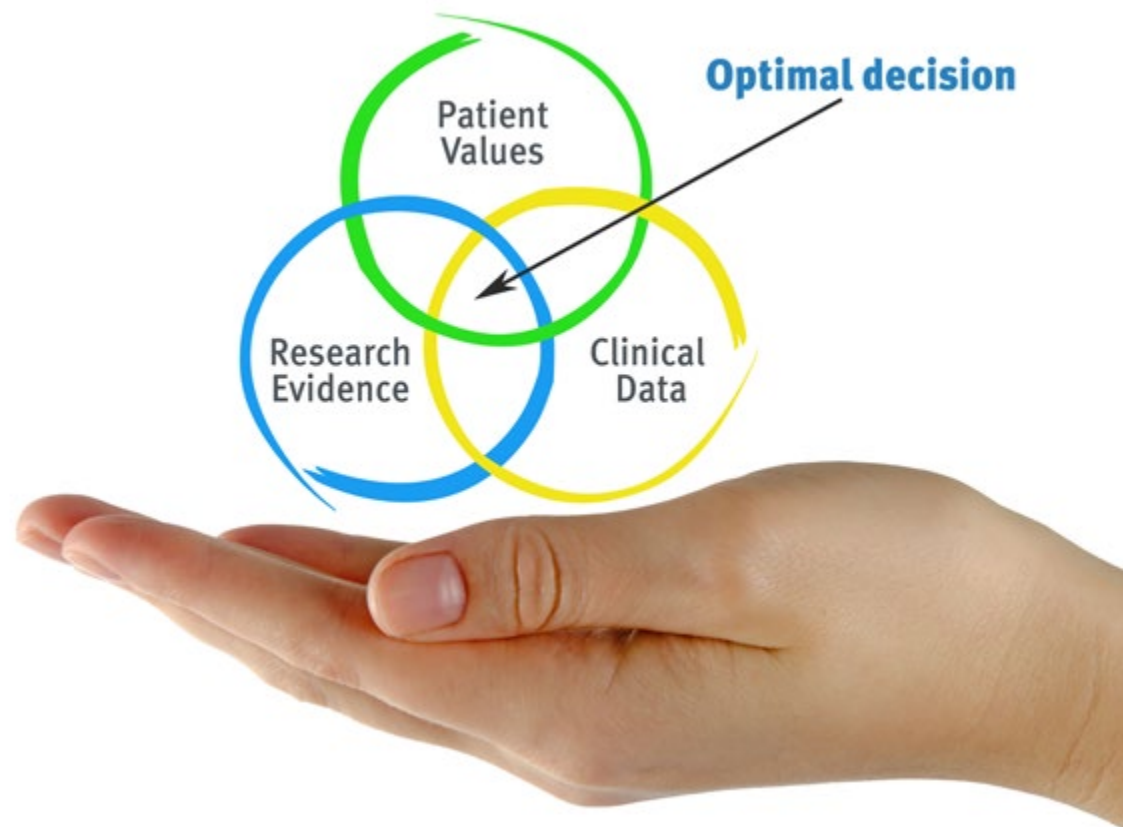 Optimal decision
Patient
Values
Research
Evidence
Clinical
Data